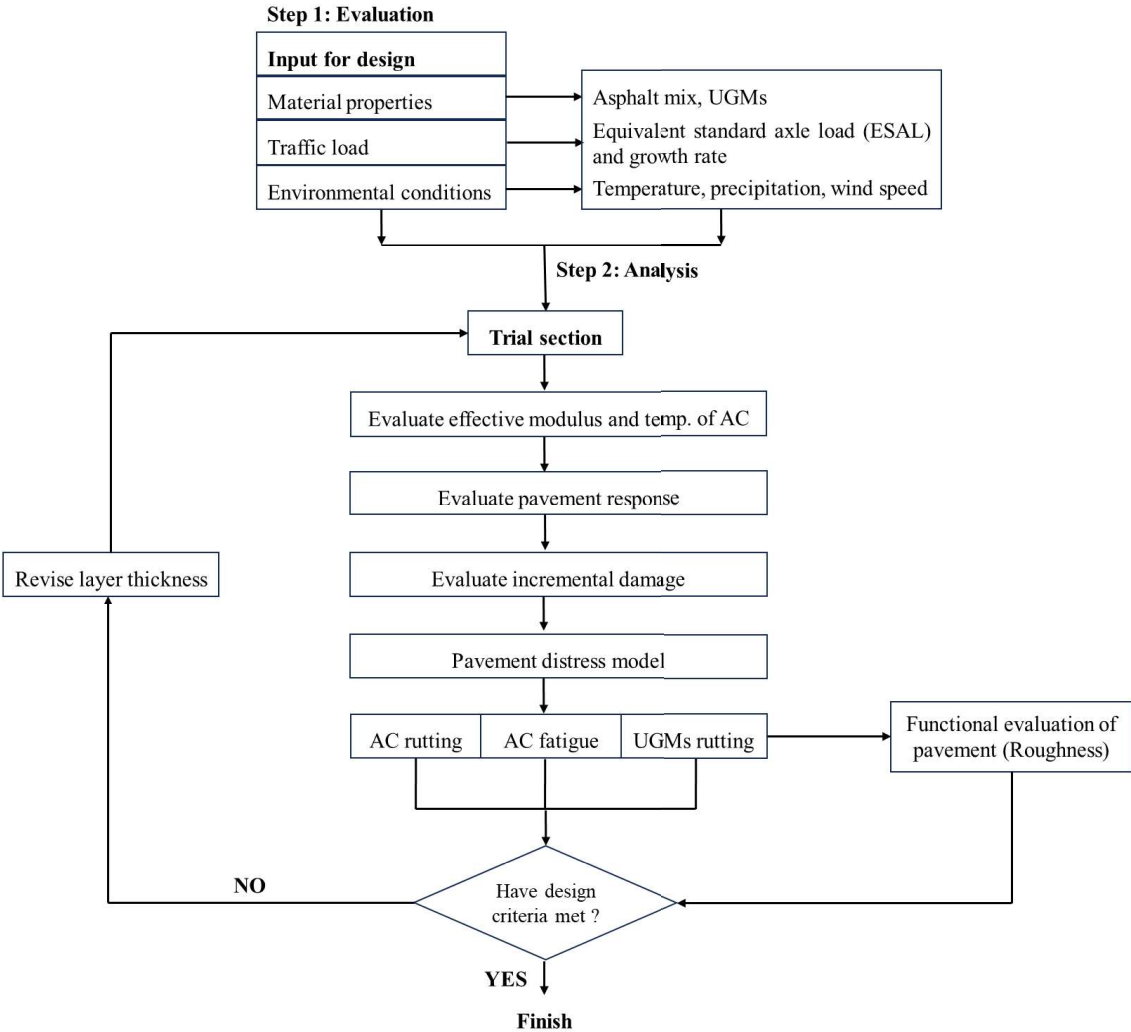 Step 1: Evaluation
Input for design
Material properties
Traffic load
Environmental conditions
Asphalt mix, UGMs
Equivalent standard axle load (ESAL)
and growth rate
Temperature, precipitation, wind speed
Step 2: Analysis
Trial section
Evaluate effective modulus and temp. of AC
Evaluate pavement response
Revise layer thickness
Evaluate incremental damage
Pavement distress model
AC rutting
AC fatigue
UGMs rutting
Functional evaluation of
pavement (Roughness)
NO
Have design
criteria met ?
YES
Finish